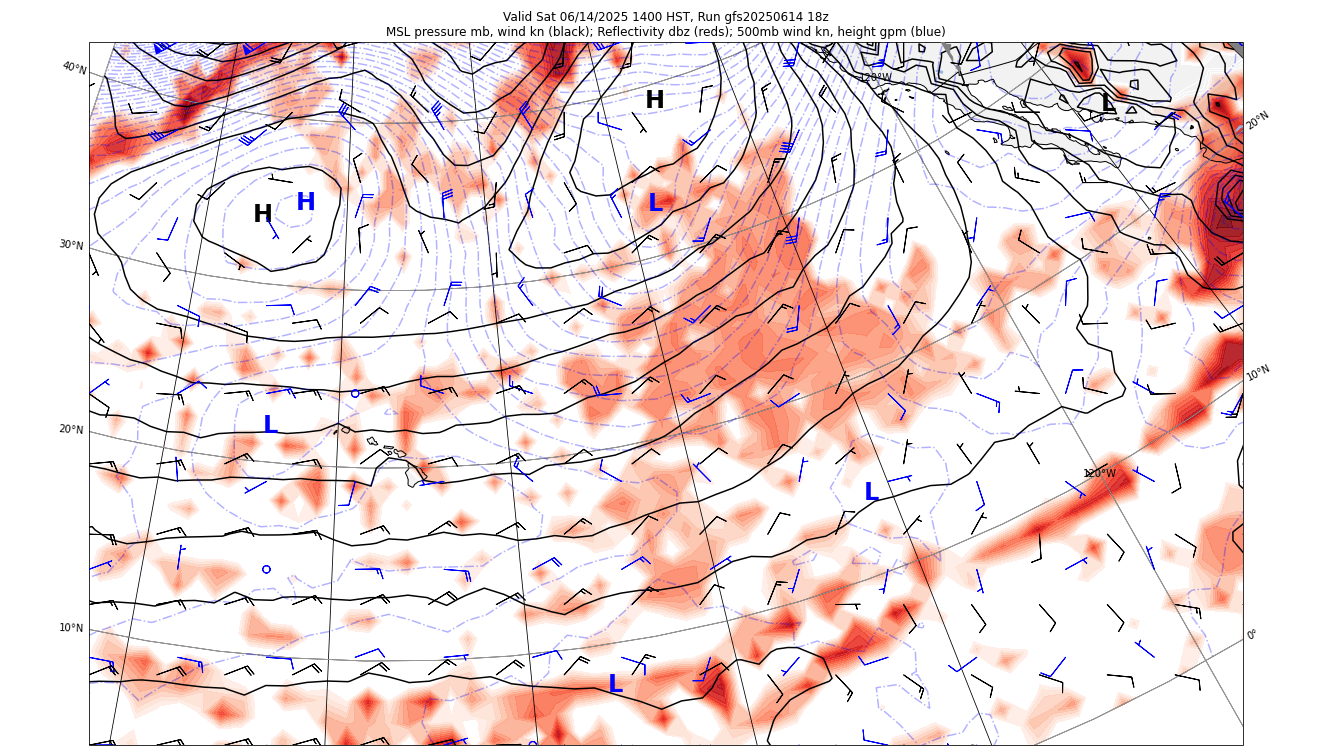 Valid Sat 06/14/2025 1400 HST, Run gfs20250614 18z
MSL pressure mb, wind kn (black); Reflectivity dbz (reds); 500mb wind kn, height gpm (blue)
40°N
120°W
H
L
20°N
H
H
L
30°N
10°N
L
20°N
120°W
L
10°N
0°
L